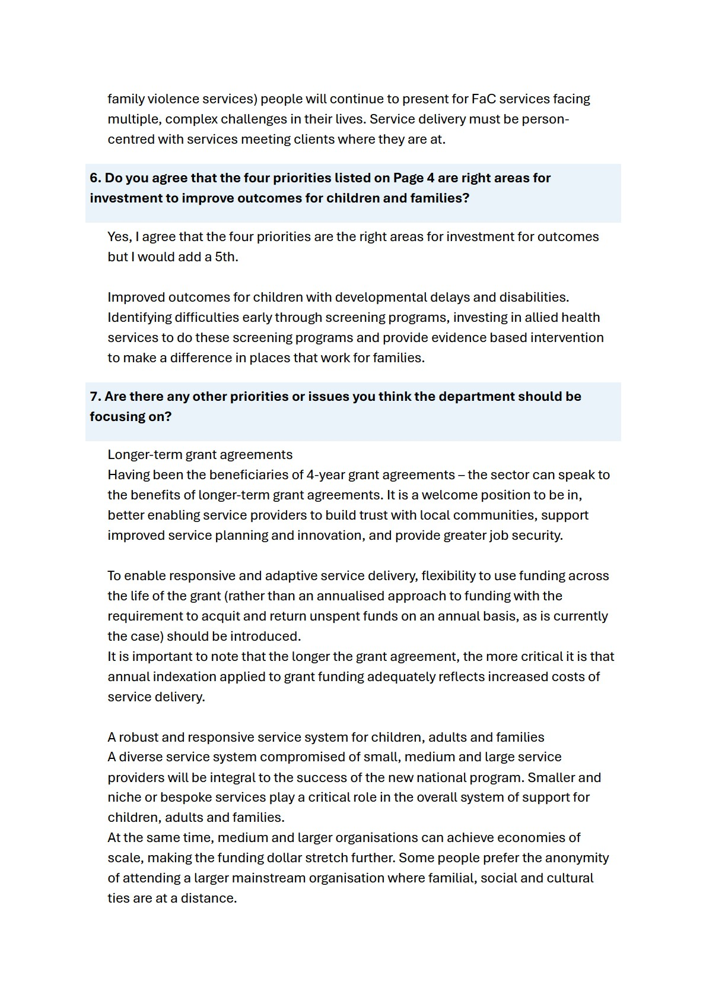 family violence services) people will continue to present for FaC services facing
multiple, complex challenges in their lives. Service delivery must be person-
centred with services meeting clients where they are at.
6. Do you agree that the four priorities listed on Page 4 are right areas for
investment to improve outcomes for children and families?
Yes, I agree that the four priorities are the right areas for investment for outcomes
but I would add a 5th.
Improved outcomes for children with developmental delays and disabilities.
Identifying difficulties early through screening programs, investing in allied health
services to do these screening programs and provide evidence based intervention
to make a difference in places that work for families.
7. Are there any other priorities or issues you think the department should be
focusing on?
Longer-term grant agreements
Having been the beneficiaries of 4-year grant agreements – the sector can speak to
the benefits of longer-term grant agreements. It is a welcome position to be in,
better enabling service providers to build trust with local communities, support
improved service planning and innovation, and provide greater job security.
To enable responsive and adaptive service delivery, flexibility to use funding across
the life of the grant (rather than an annualised approach to funding with the
requirement to acquit and return unspent funds on an annual basis, as is currently
the case) should be introduced.
It is important to note that the longer the grant agreement, the more critical it is that
annual indexation applied to grant funding adequately reflects increased costs of
service delivery.
A robust and responsive service system for children, adults and families
A diverse service system compromised of small, medium and large service
providers will be integral to the success of the new national program. Smaller and
niche or bespoke services play a critical role in the overall system of support for
children, adults and families.
At the same time, medium and larger organisations can achieve economies of
scale, making the funding dollar stretch further. Some people prefer the anonymity
of attending a larger mainstream organisation where familial, social and cultural
ties are at a distance.